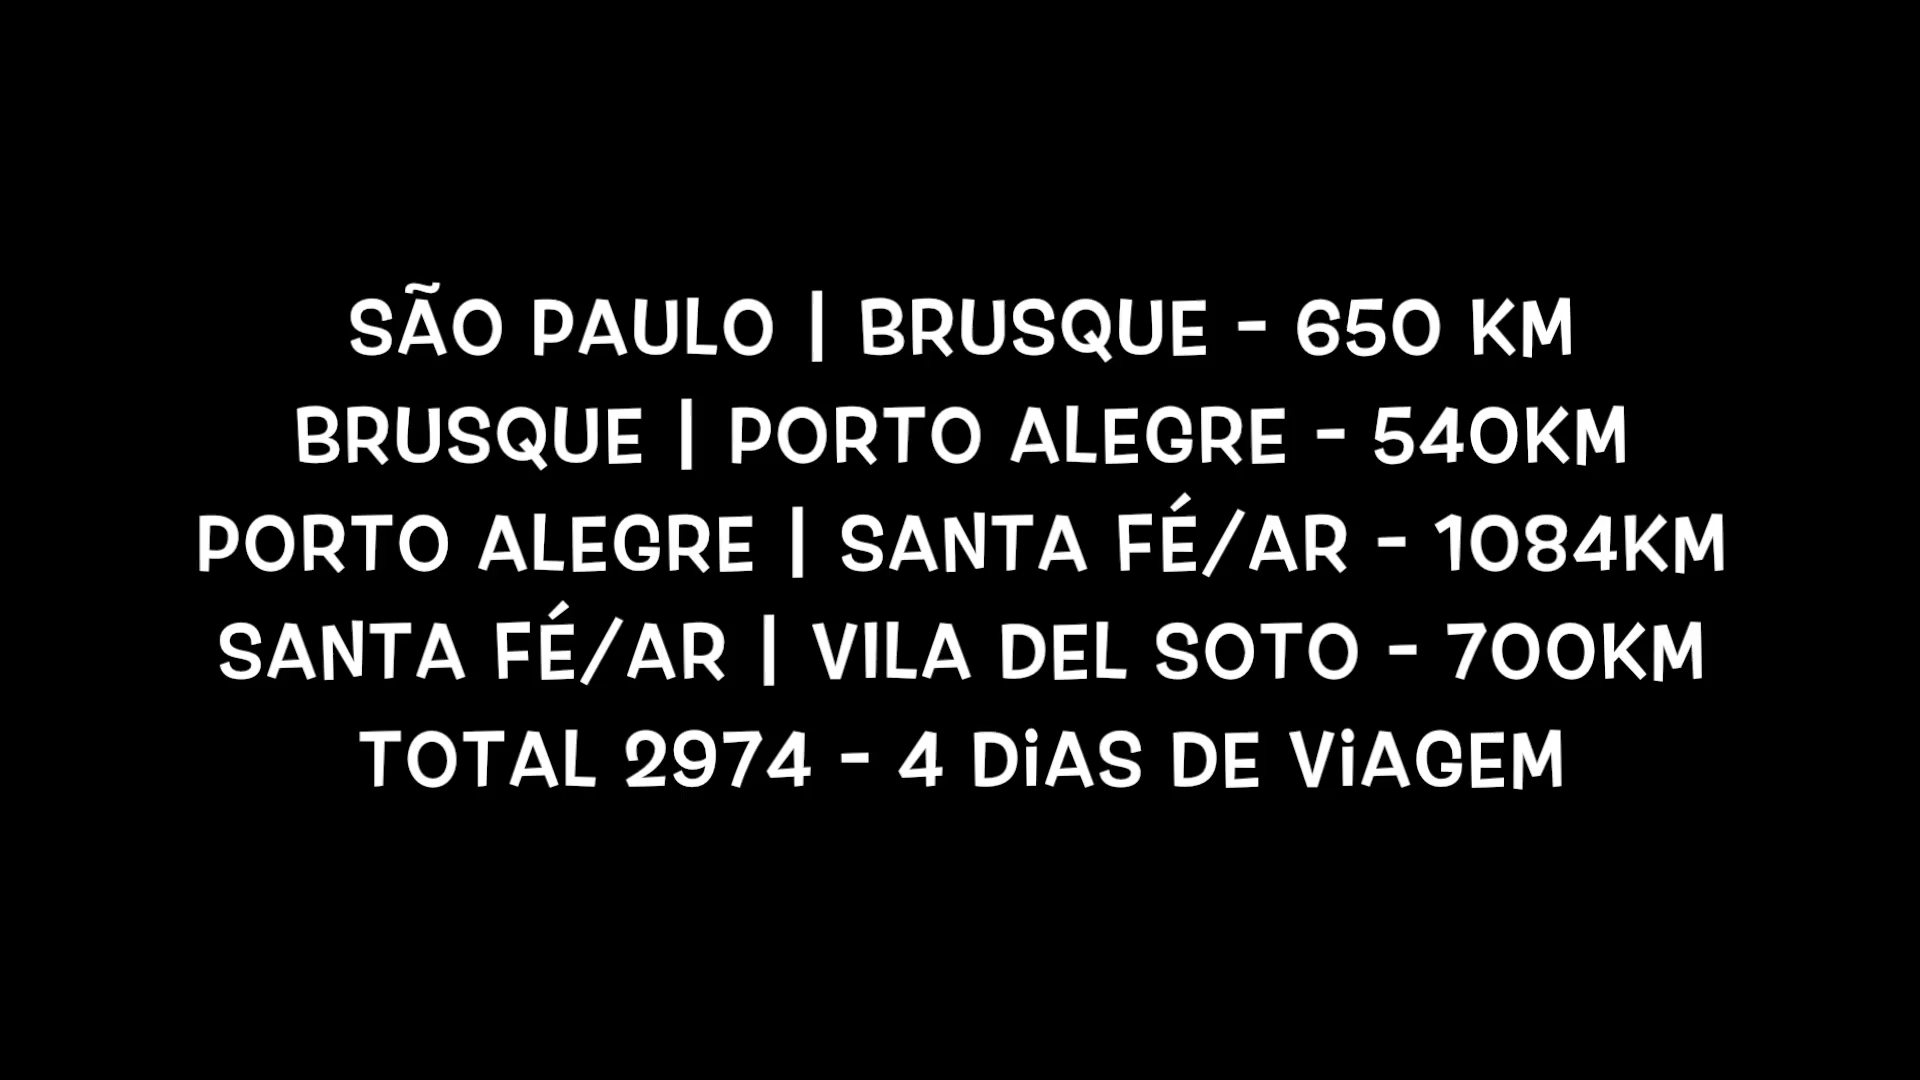 SÃO PAULO | BRUSQUE - 650 KM
BRUSQUE | PORTO ALEGRE - 540KM
PORTO ALEGRE | SANTA FÉ/AR - 1084KM
SANTA FÉ/AR | VILA DEL SOTO - 700KM
TOTAL 2974 - 4 DiAS DE ViAGEM